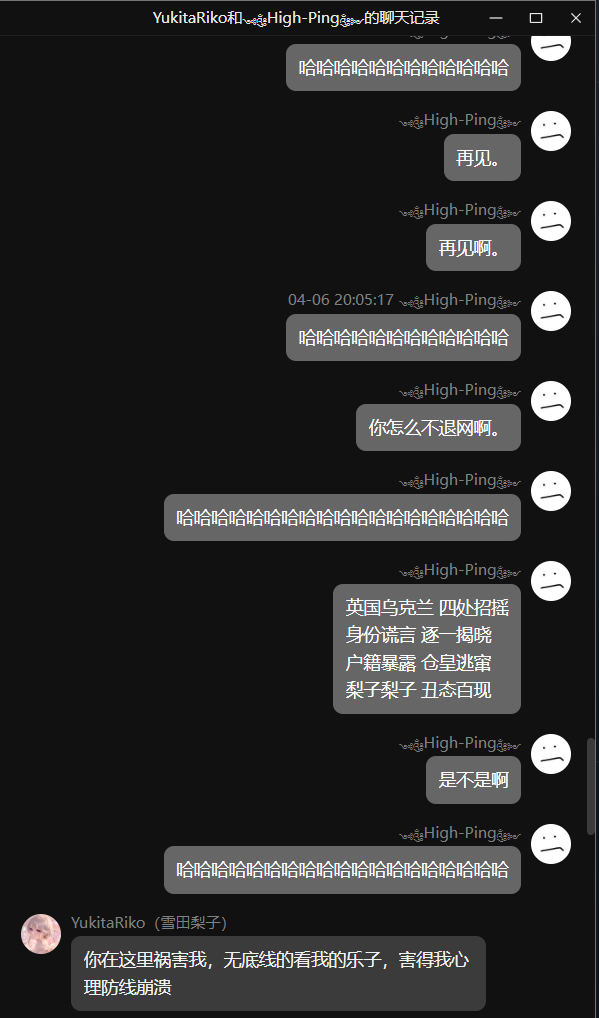 YukitaRiko和༺ཌༀHigh-Pingༀད༻的聊天记录
哈哈哈哈哈哈哈哈哈哈哈哈
High-Ping
再见。
High-Ping
再见啊。
04-06 20:05:17 High-Ping
哈哈哈哈哈哈哈哈哈哈哈哈
High-Ping
你怎么不退网啊。
High-Ping
哈哈哈哈哈哈哈哈哈哈哈哈哈哈哈哈哈哈哈
High-Ping
英国乌克兰 四处招摇
身份谎言 逐一揭晓
户籍暴露 仓皇逃窜
梨子梨子 丑态百现
High-Ping
是不是啊
High-Ping
哈哈哈哈哈哈哈哈哈哈哈哈哈哈哈哈哈哈哈
YukitaRiko（雪田梨子）
你在这里祸害我，无底线的看我的乐子，害得我心
理防线崩溃